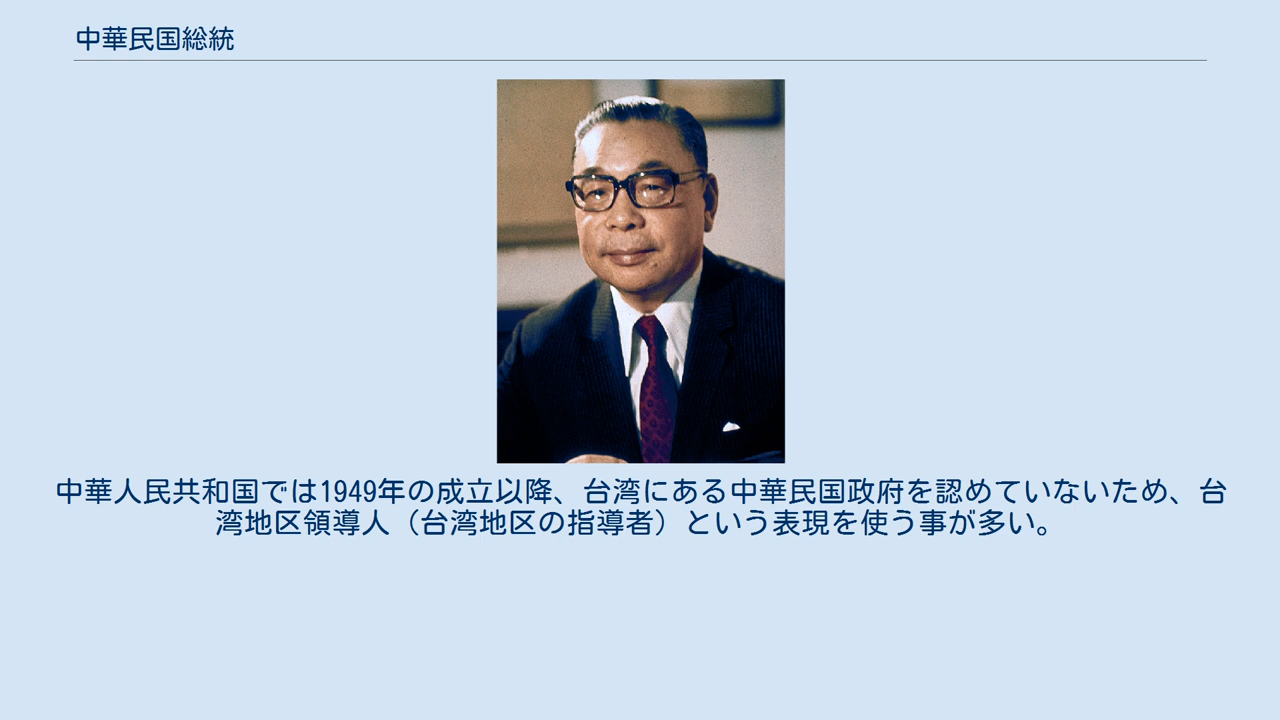 中華民国総統
中華人民共和国では1949年の成立以降、台湾にある中華民国政府を認めていないため、台
湾地区領導人（台湾地区の指導者）という表現を使う事が多い。